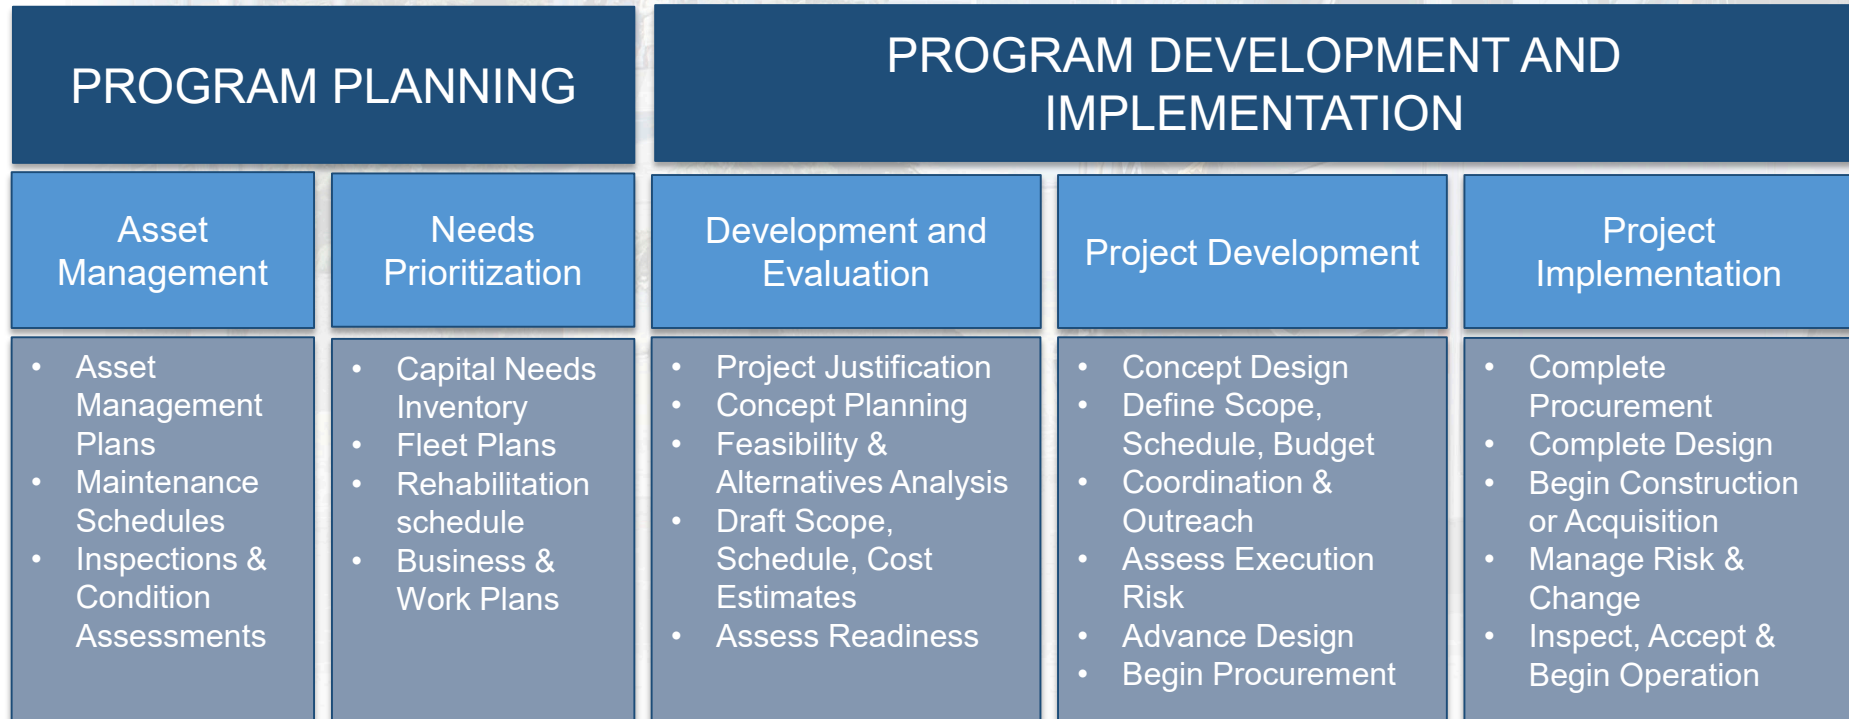 PROGRAM PLANNING
PROGRAM DEVELOPMENT AND
IMPLEMENTATION
Asset
Management
Needs
Prioritization
Development and
Evaluation
Project Development
Project
Implementation
• Asset
Management
Plans
• Maintenance
Schedules
• Inspections &
Condition
Assessments
• Capital Needs
Inventory
• Fleet Plans
• Rehabilitation
schedule
• Business &
Work Plans
• Project Justification
• Concept Planning
• Feasibility &
Alternatives Analysis
• Draft Scope,
Schedule, Cost
Estimates
• Assess Readiness
• Concept Design
• Define Scope,
Schedule, Budget
• Coordination &
Outreach
• Assess Execution
Risk
• Advance Design
• Begin Procurement
• Complete
Procurement
• Complete Design
• Begin Construction
or Acquisition
• Manage Risk &
Change
• Inspect, Accept &
Begin Operation